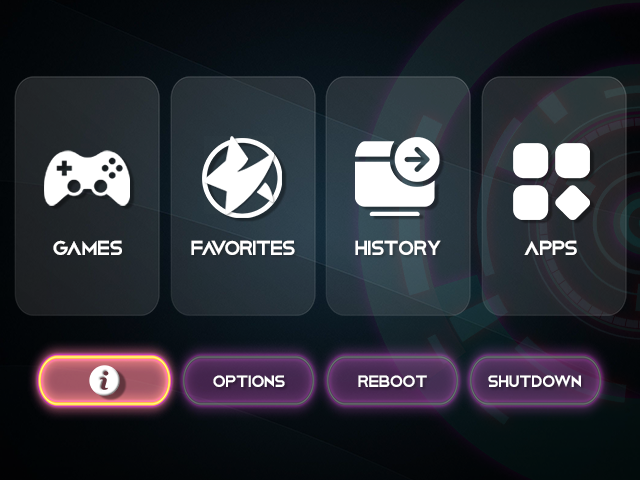 GAMES
FAVORITES
HISTORY
APPS
i
OPTIONS
REBOOT
SHUTDOWN